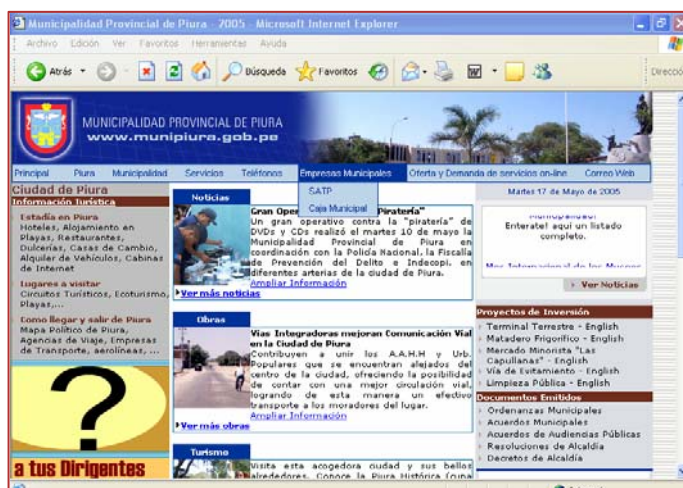 Municipalidad Provincial de Piura - 2005 - Microsoft Internet Explorer
Archivo Edición Ver Favoritos Herramientas Ayuda
Atrás Búsqueda Favoritos Direcció
MUNICIPALIDAD PROVINCIAL DE PIURA
www.munipiura.gob.pe
Principal Piura Municipalidad Servicios Teléfonos Empresas Municipales Oferta y Demanda de servicios on-line Correo Web
SATP
Caja Municipal
Ciudad de Piura
Información Turística
Estadía en Piura
Hoteles, Alojamiento en
Playas, Restaurantes,
Dulcerías, Casas de Cambio,
Alquiler de Vehículos, Cabinas
de Internet
Lugares a visitar
Circuitos Turísticos, Ecoturismo,
Playas,...
Como llegar y salir de Piura
Mapa Político de Piura,
Agencias de Viaje, Empresas
de Transporte, aerolíneas, ...
?
a tus Dirigentes
Noticias
Gran Oper Piratería"
Un gran operativo contra la "piratería" de
DVDs y CDs realizó el martes 10 de mayo la
Municipalidad Provincial de Piura en
coordinación con la Policía Nacional, la Fiscalía
de Prevención del Delito e Indecopi, en
diferentes arterias de la ciudad de Piura.
Ampliar Información
Ver más noticias
Obras
Vias Integradoras mejoran Comunicación Vial
en la Ciudad de Piura
Contribuyen a unir los A.A.H.H y Urb.
Populares que se encuentran alejados del
centro de la ciudad, ofreciendo la posibilidad
de contar con una mejor circulación vial,
logrando de esta manera un efectivo
transporte a los moradores del lugar.
Ampliar Información
Ver más obras
Turismo
Visita esta acogedora ciudad y sus bellos
alrededores. Conoce la Piura Histórica (cuna
Martes 17 de Mayo de 2005
Municipalidad!
Enterate! aquí un listado
completo.
Mes Internacional de los Museos
Ver Noticias
Proyectos de Inversión
Terminal Terrestre - English
Matadero Frigorífico - English
Mercado Minorista "Las
Capullanas" - English
Vía de Evitamiento - English
Limpieza Pública - English
Documentos Emitidos
Ordenanzas Municipales
Acuerdos Municipales
Acuerdos de Audiencias Públicas
Resoluciones de Alcaldía
Decretos de Alcaldía